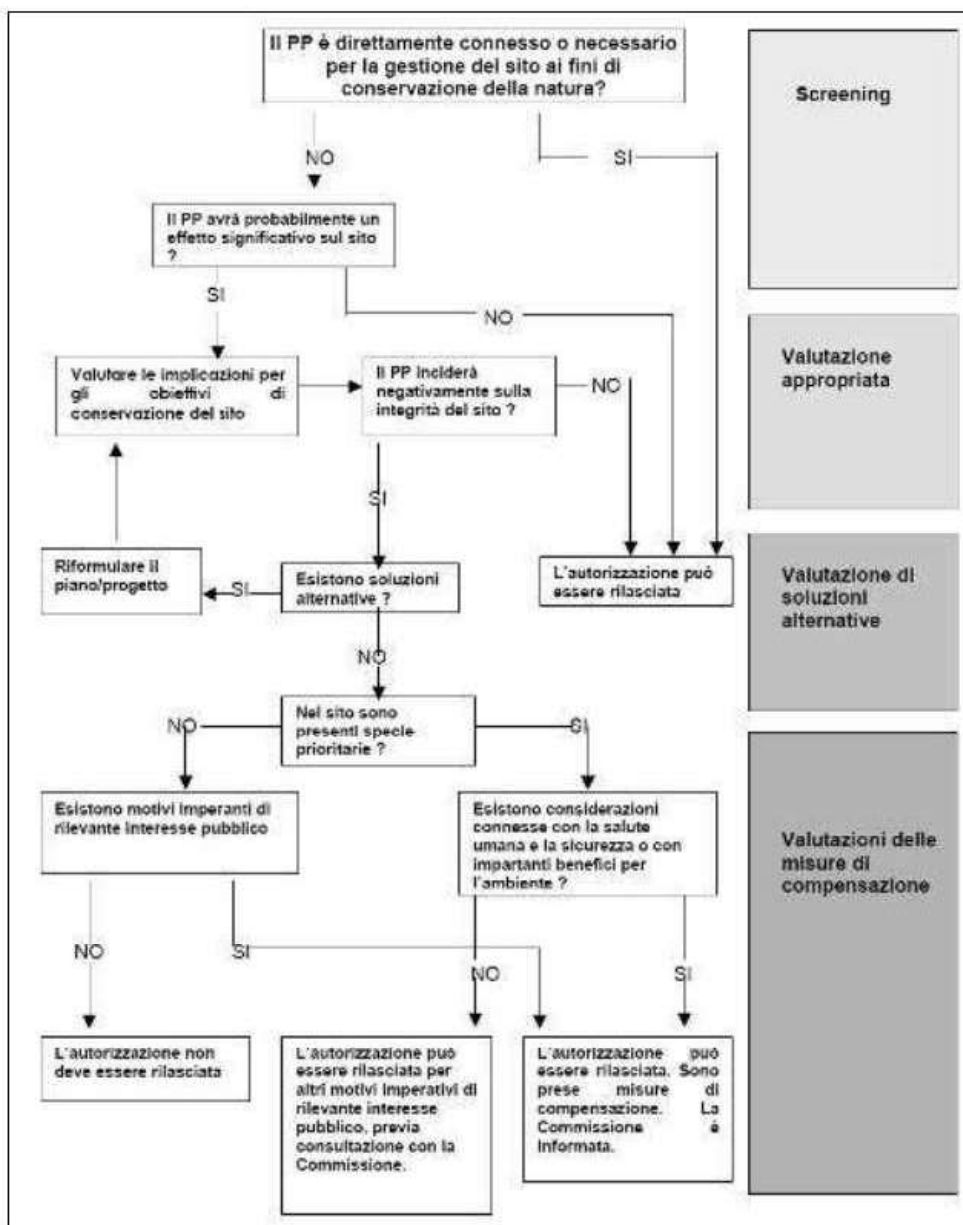 Il PP è direttamente connesso o necessario
per la gestione del sito ai fini di
conservazione della natura?
Screening
NO
SI
Il PP avrà probabilmente un
effetto significativo sul sito
?
SI
NO
Valutazione
appropriata
Valutare le implicazioni per
gli obiettivi di
conservazione del sito
Il PP inciderà
negativamente sulla
integrità del sito ?
NO
SI
Riformulare il
piano/progetto
SI
Esistono soluzioni
alternative ?
L'autorizzazione può
essere rilasciata
Valutazione di
soluzioni
alternative
NO
Nel sito sono
presenti specie
prioritarie ?
NO
SI
Esistono motivi imperanti di
rilevante interesse pubblico
Esistono considerazioni
connesse con la salute
umana e la sicurezza o con
impartanti benefici per
l'ambiente ?
Valutazioni delle
misure di
compensazione
NO
SI
NO
SI
L'autorizzazione non
deve essere rilasciata
L'autorizzazione può
essere rilasciata per
altri motivi imperativi di
rilevante interesse
pubblico, previa
consultazione con la
Commissione.
L'autorizzazione può
essere rilasciata. Sono
prese misure di
compensazione. La
Commissione è
Informata.